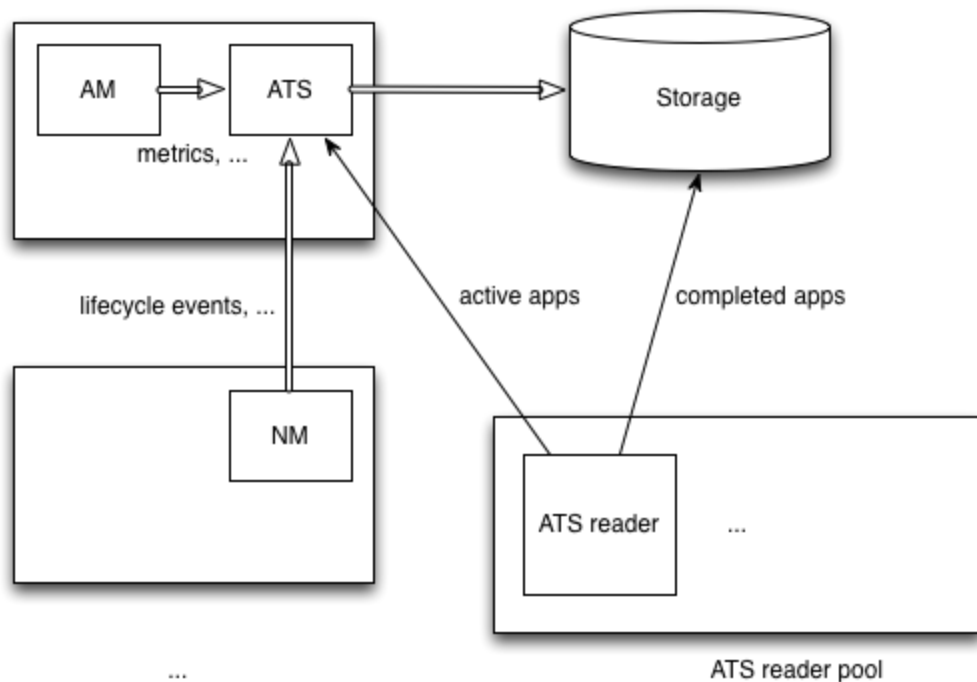 AM
ATS
Storage
metrics, ...
active apps
completed apps
lifecycle events, ...
NM
ATS reader
...
...
ATS reader pool